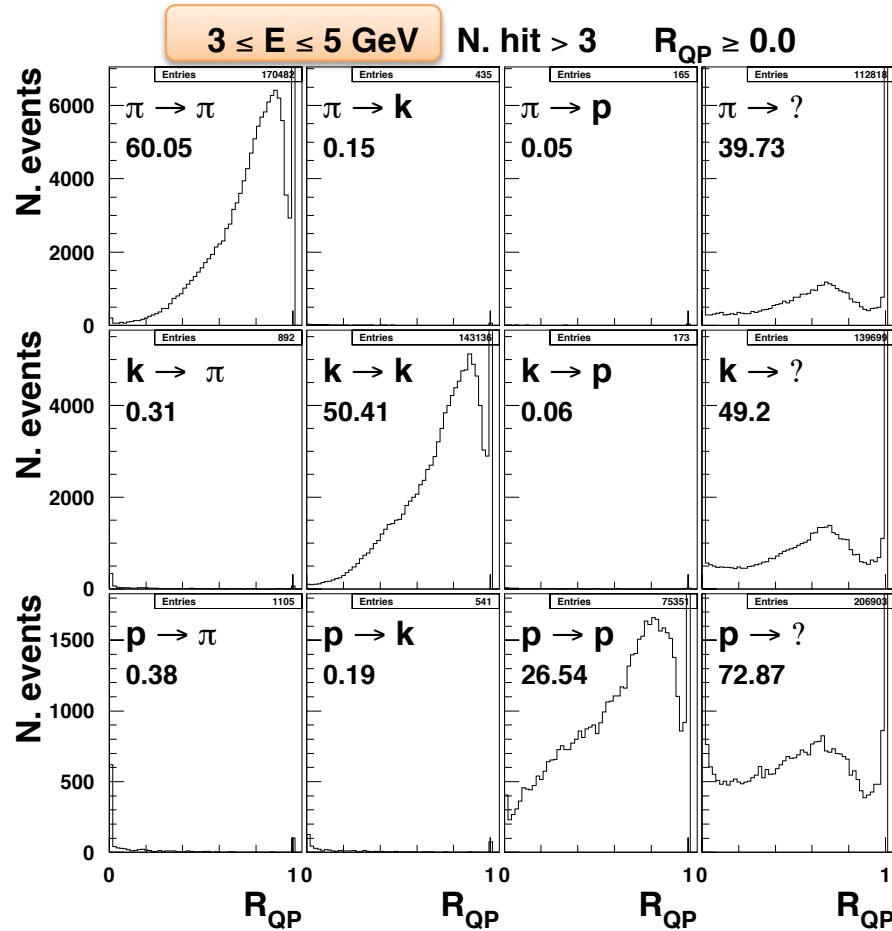 3 ≤ E ≤ 5 GeV N. hit > 3 R_QP ≥ 0.0
N. events
6000
4000
2000
0
Entries 170482
π → π
60.05
Entries 435
π → k
0.15
Entries 165
π → p
0.05
Entries 112818
π → ?
39.73
N. events
4000
2000
0
Entries 892
k → π
0.31
Entries 143136
k → k
50.41
Entries 173
k → p
0.06
Entries 139699
k → ?
49.2
N. events
1500
1000
500
0
Entries 1105
p → π
0.38
Entries 541
p → k
0.19
Entries 75351
p → p
26.54
Entries 206903
p → ?
72.87
0 10 10 10 1
R_QP R_QP R_QP R_QP